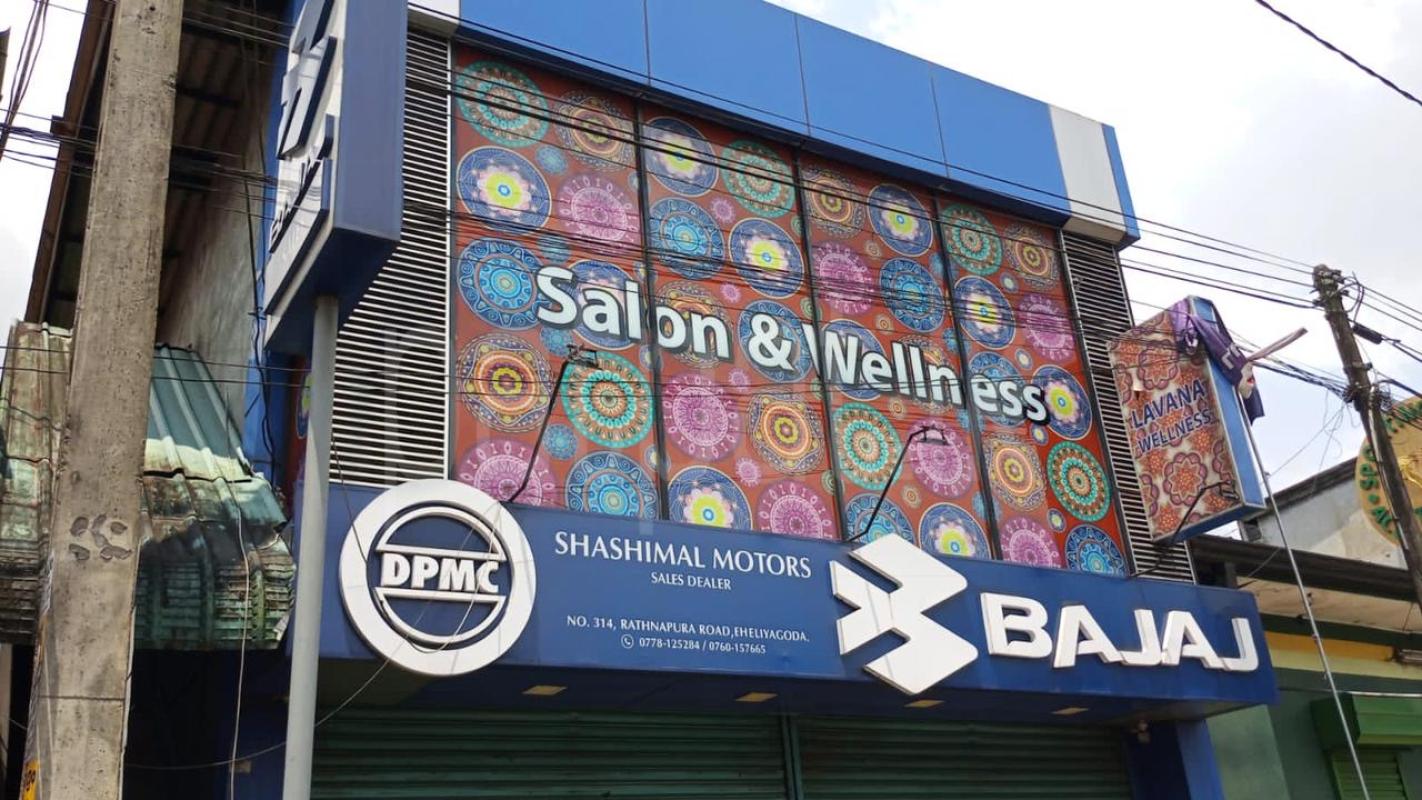 Salon & Wellness
LAVANA
WELLNESS
DPMC
SHASHIMAL MOTORS
SALES DEALER
NO. 314, RATHNAPURA ROAD,EHELIYAGODA.
0778-125284 / 0760-157665
BAJAJ